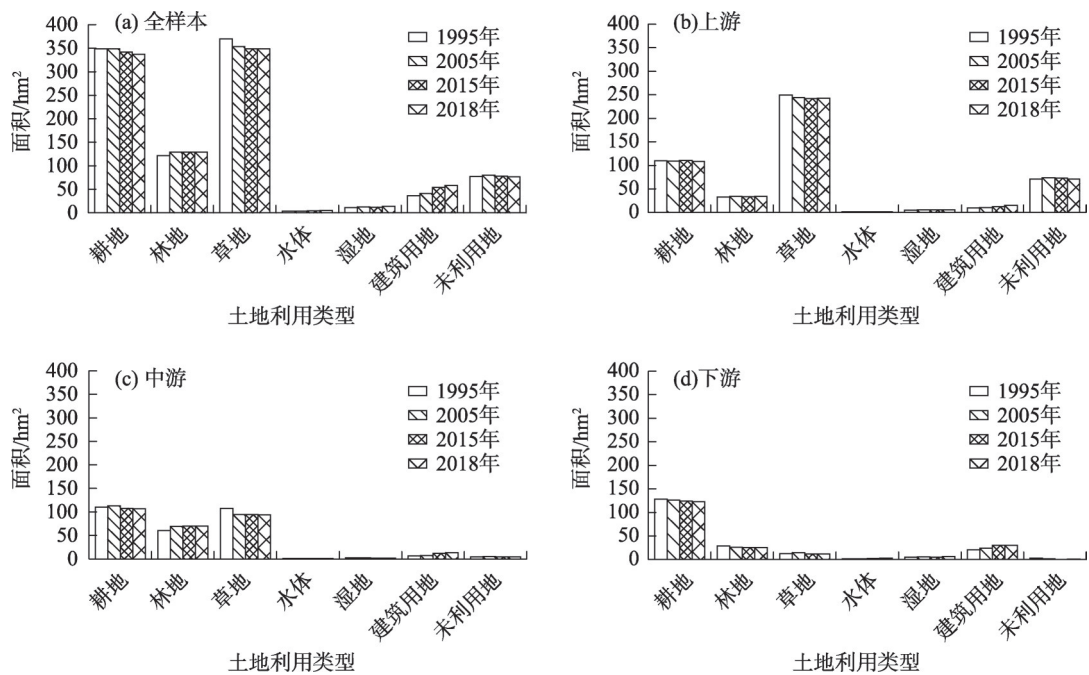 (a) 全样本
400
350
300
250
200
150
100
50
0
面积/hm²
1995年
2005年
2015年
2018年
耕地
林地
草地
水体
湿地
建筑用地
未利用地
土地利用类型
(b)上游
400
350
300
250
200
150
100
50
0
面积/hm²
1995年
2005年
2015年
2018年
耕地
林地
草地
水体
湿地
建筑用地
未利用地
土地利用类型
(c) 中游
400
350
300
250
200
150
100
50
0
面积/hm²
1995年
2005年
2015年
2018年
耕地
林地
草地
水体
湿地
建筑用地
未利用地
土地利用类型
(d)下游
400
350
300
250
200
150
100
50
0
面积/hm²
1995年
2005年
2015年
2018年
耕地
林地
草地
水体
湿地
建筑用地
未利用地
土地利用类型